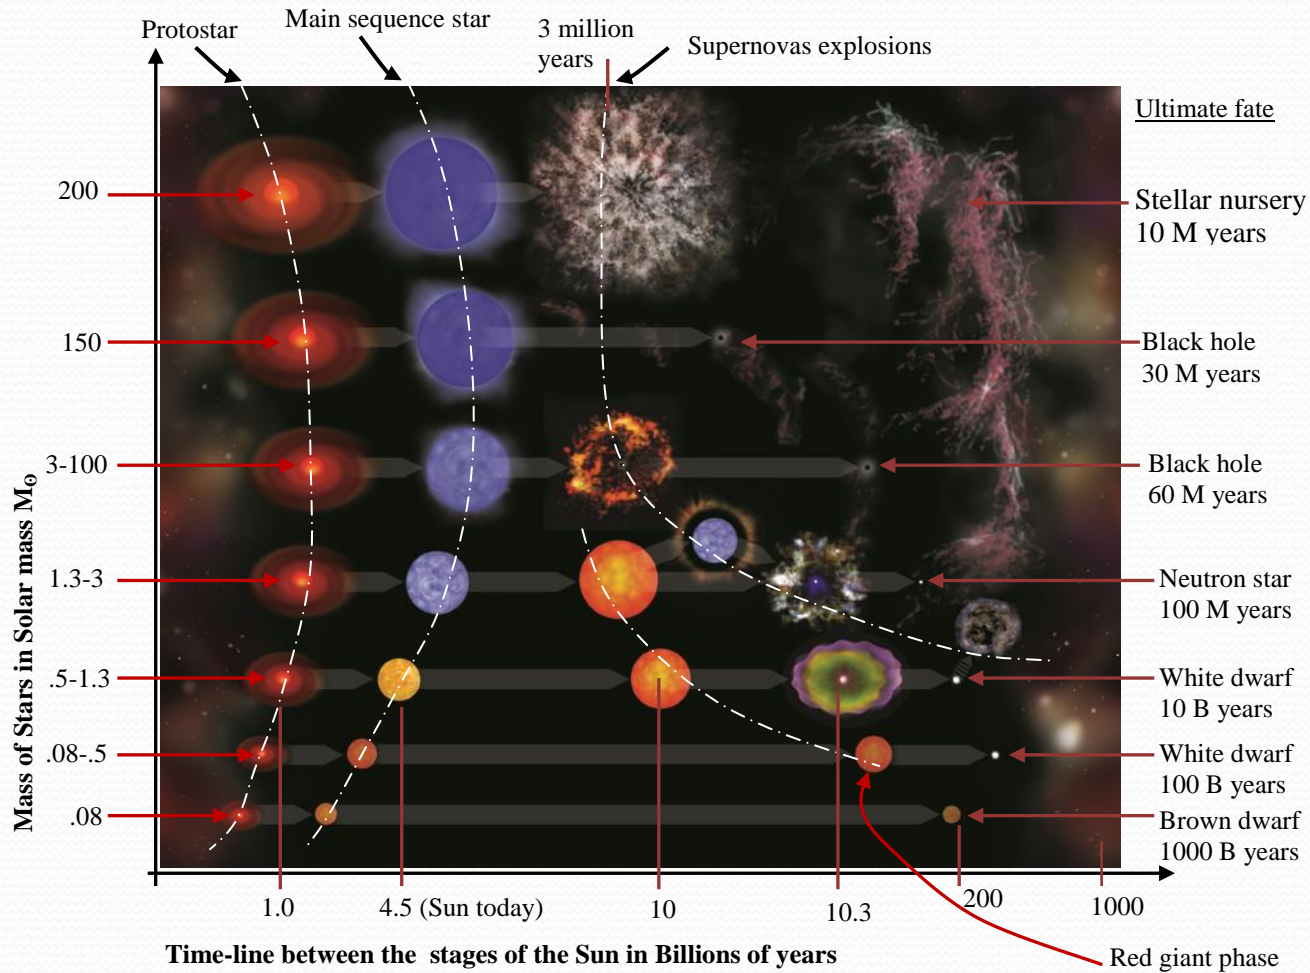 Protostar
Main sequence star
3 million
years
Supernovas explosions
Ultimate fate
200
Stellar nursery
10 M years
150
Black hole
30 M years
3-100
Black hole
60 M years
1.3-3
Neutron star
100 M years
.5-1.3
White dwarf
10 B years
.08-.5
White dwarf
100 B years
.08
Brown dwarf
1000 B years
Mass of Stars in Solar mass M⊙
1.0
4.5 (Sun today)
10
10.3
200
1000
Time-line between the stages of the Sun in Billions of years
Red giant phase